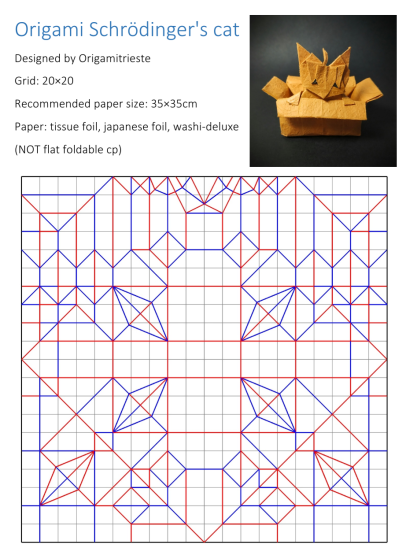 Origami Schrödinger's cat
Designed by Origamitrieste
Grid: 20×20
Recommended paper size: 35×35cm
Paper: tissue foil, japanese foil, washi-deluxe
(NOT flat foldable cp)